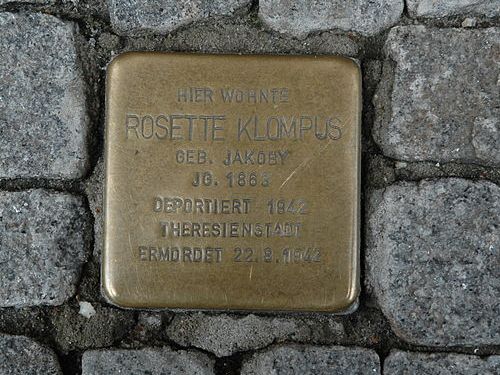 HIER WOHNTE
ROSETTE KLOMPUS
GEB. JAKOBY
JG. 1863
DEPORTIERT 1942
THERESIENSTADT
ERMORDET 22.9.1942